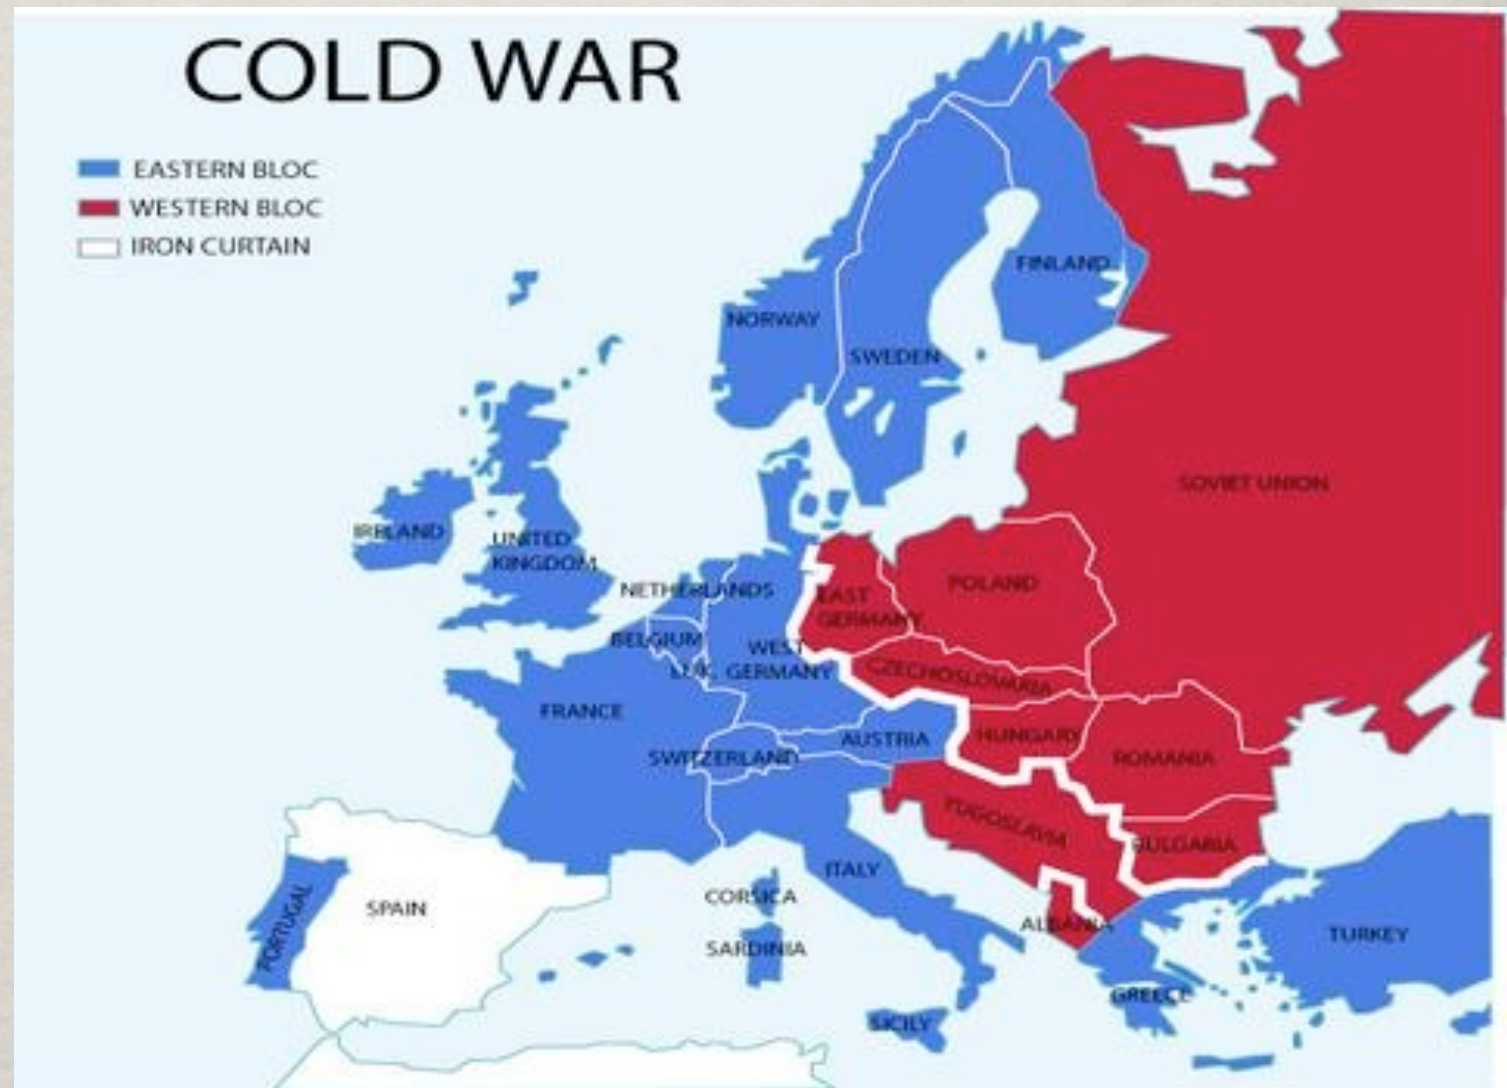 COLD WAR
EASTERN BLOC
WESTERN BLOC
IRON CURTAIN
FINLAND
NORWAY
SWEDEN
SOVIET UNION
IRELAND
UNITED
KINGDOM
NETHERLANDS
POLAND
EAST
GERMANY
BELGIUM
WEST
GERMANY
LUX.
CZECHOSLOVAKIA
FRANCE
AUSTRIA
HUNGARY
SWITZERLAND
ROMANIA
YUGOSLAVIA
BULGARIA
ITALY
CORSICA
SPAIN
PORTUGAL
ALBANIA
SARDINIA
TURKEY
GREECE
SICILY